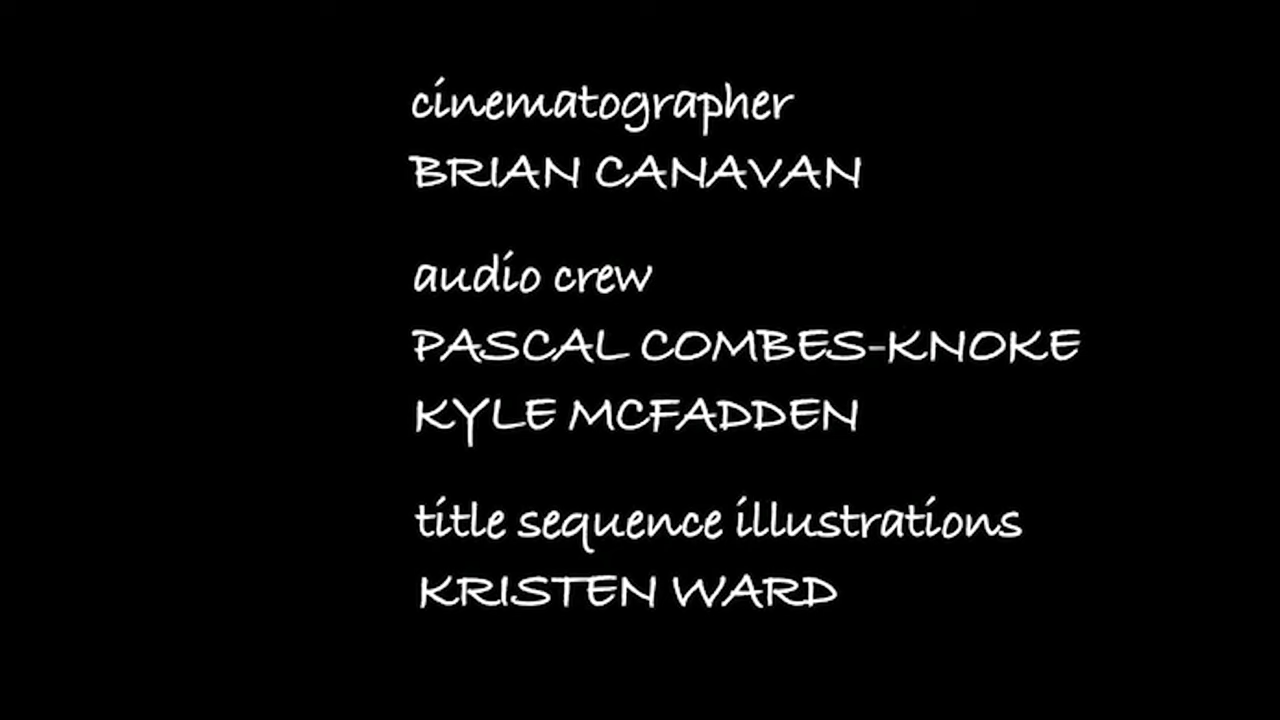 cinematographer
BRIAN CANAVAN
audio crew
PASCAL COMBES-KNOKE
KYLE MCFADDEN
title sequence illustrations
KRISTEN WARD